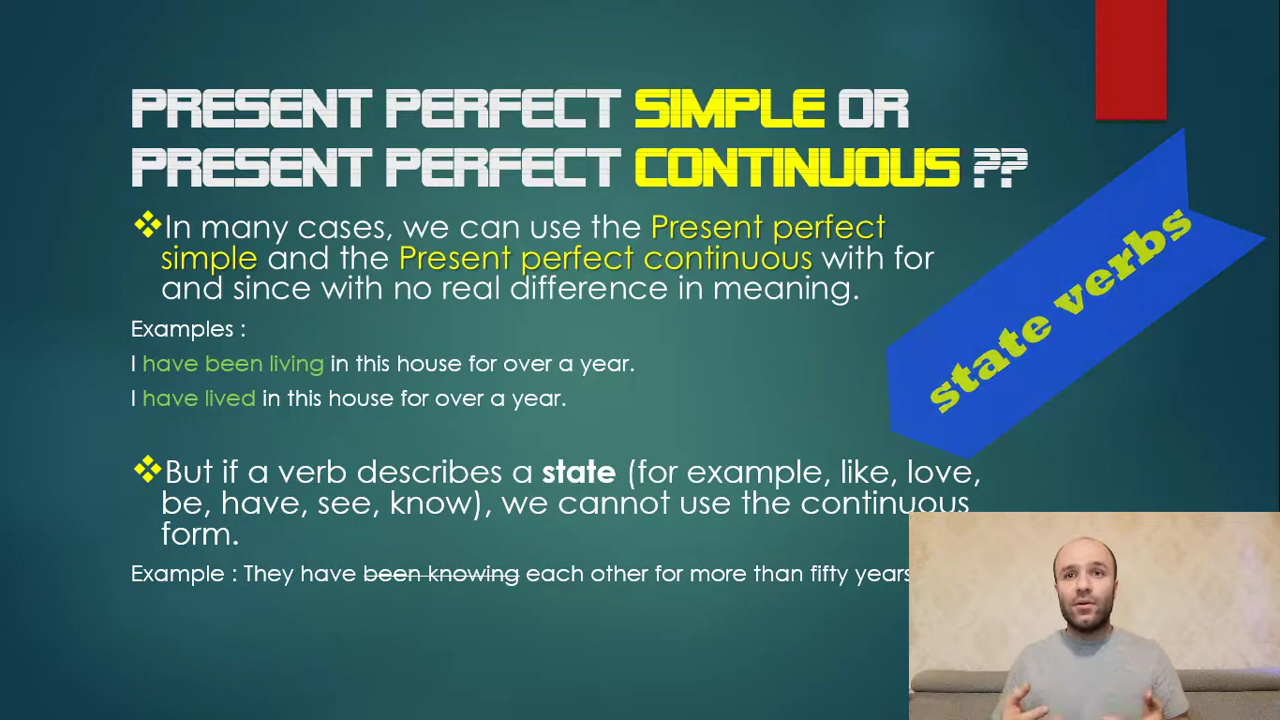 PRESENT PERFECT SIMPLE OR
PRESENT PERFECT CONTINUOUS ??
In many cases, we can use the Present perfect
simple and the Present perfect continuous with for
and since with no real difference in meaning.
Examples :
I have been living in this house for over a year.
I have lived in this house for over a year.
state verbs
But if a verb describes a state (for example, like, love,
be, have, see, know), we cannot use the continuous
form.
Example : They have been knowing each other for more than fifty years